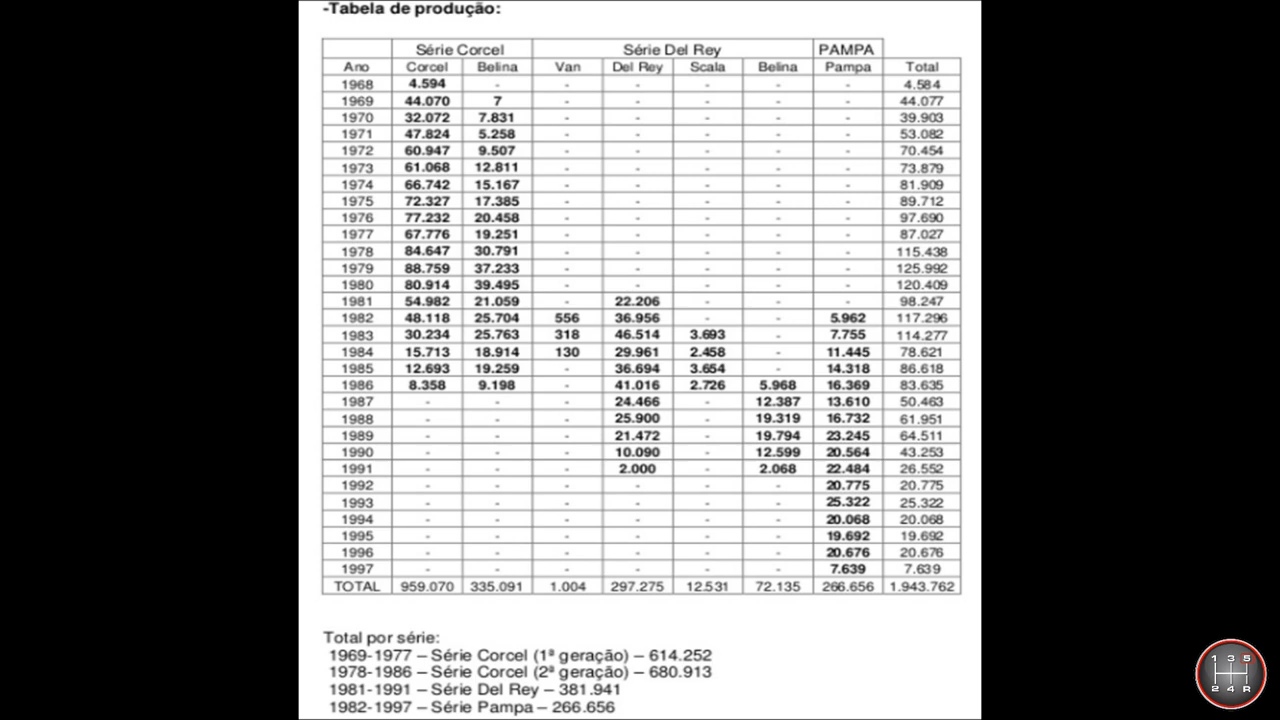 -Tabela de produção:
Série Corcel Série Del Rey PAMPA
Ano Corcel Belina Van Del Rey Scala Belina Pampa Total
1968 4.594 - - - - - - 4.584
1969 44.070 7 - - - - - 44.077
1970 32.072 7.831 - - - - - 39.903
1971 47.824 5.258 - - - - - 53.082
1972 60.947 9.507 - - - - - 70.454
1973 61.068 12.811 - - - - - 73.879
1974 66.742 15.167 - - - - - 81.909
1975 72.327 17.385 - - - - - 89.712
1976 77.232 20.458 - - - - - 97.690
1977 67.776 19.251 - - - - - 87.027
1978 84.647 30.791 - - - - - 115.438
1979 88.759 37.233 - - - - - 125.992
1980 80.914 39.495 - - - - - 120.409
1981 54.982 21.059 - 22.206 - - - 98.247
1982 48.118 25.704 556 36.956 - - 5.962 117.296
1983 30.234 25.763 318 46.514 3.693 - 7.755 114.277
1984 15.713 18.914 130 29.961 2.458 - 11.445 78.621
1985 12.693 19.259 - 36.694 3.654 - 14.318 86.618
1986 8.358 9.198 - 41.016 2.726 5.968 16.369 83.635
1987 - - - 24.466 - 12.387 13.610 50.463
1988 - - - 25.900 - 19.319 16.732 61.951
1989 - - - 21.472 - 19.794 23.245 64.511
1990 - - - 10.090 - 12.599 20.564 43.253
1991 - - - 2.000 - 2.068 22.484 26.552
1992 - - - - - - 20.775 20.775
1993 - - - - - - 25.322 25.322
1994 - - - - - - 20.068 20.068
1995 - - - - - - 19.692 19.692
1996 - - - - - - 20.676 20.676
1997 - - - - - - 7.639 7.639
TOTAL 959.070 335.091 1.004 297.275 12.531 72.135 266.656 1.943.762
Total por série:
1969-1977 – Série Corcel (1ª geração) – 614.252
1978-1986 – Série Corcel (2ª geração) – 680.913
1981-1991 – Série Del Rey – 381.941
1982-1997 – Série Pampa – 266.656
1 3 5
2 4 R